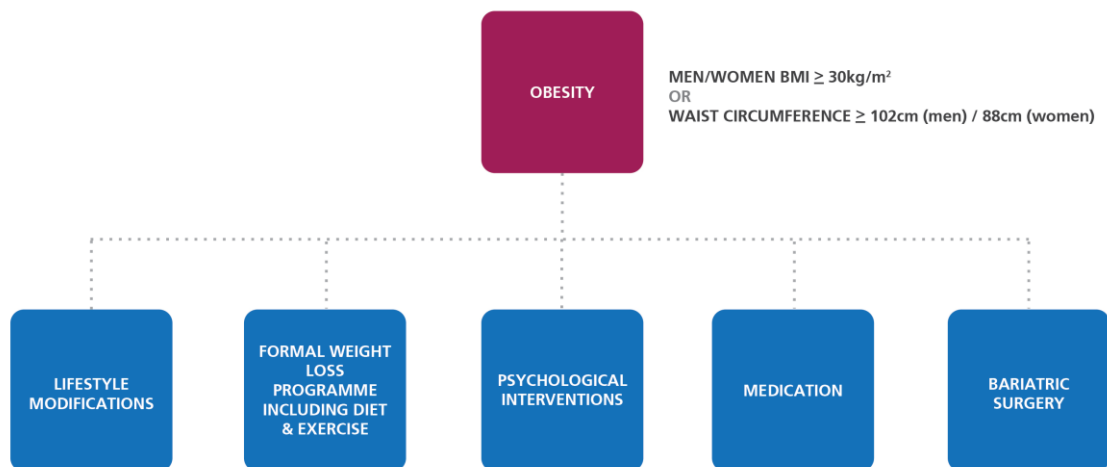 OBESITY
MEN/WOMEN BMI ≥ 30kg/m²
OR
WAIST CIRCUMFERENCE ≥ 102cm (men) / 88cm (women)
LIFESTYLE
MODIFICATIONS
FORMAL WEIGHT
LOSS
PROGRAMME
INCLUDING DIET
& EXERCISE
PSYCHOLOGICAL
INTERVENTIONS
MEDICATION
BARIATRIC
SURGERY